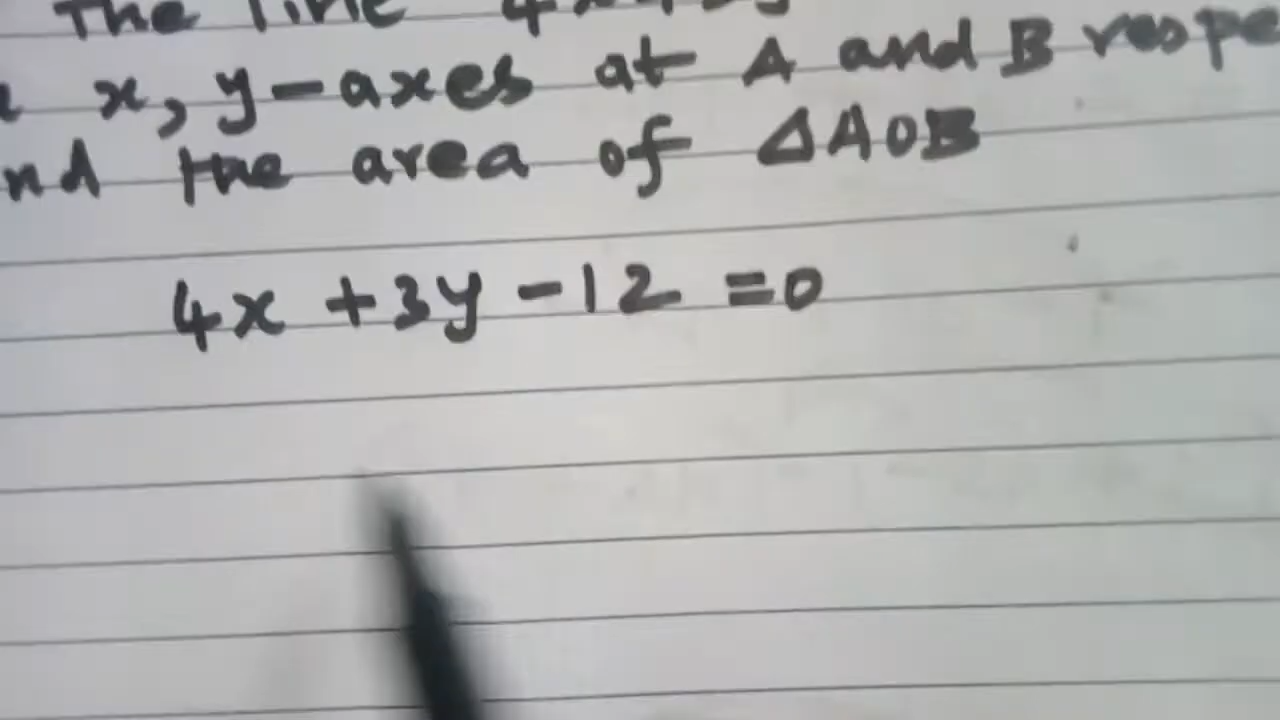 The line
x, y-axes at A and B respe
nd the area of ΔAOB
4x + 3y - 12 = 0